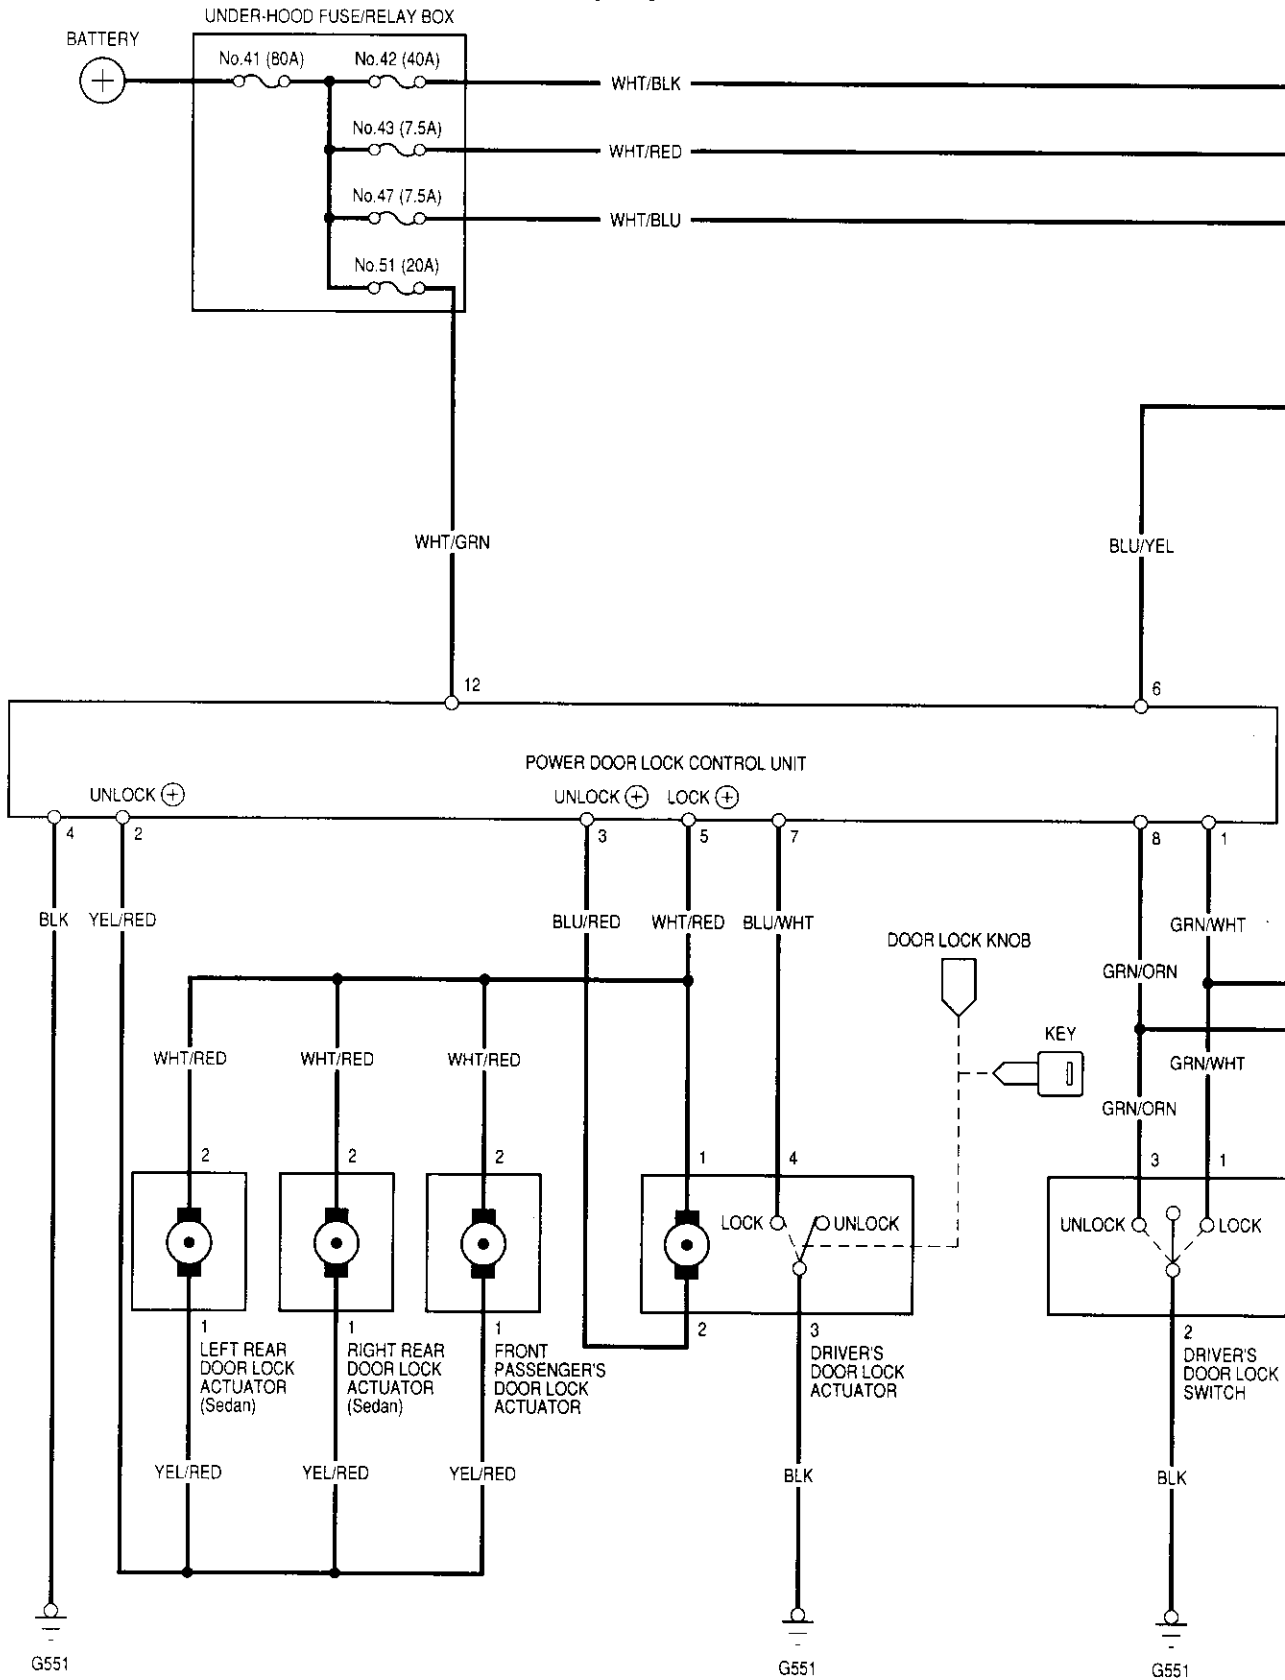 UNDER-HOOD FUSE/RELAY BOX
BATTERY
No.41 (80A)
No.42 (40A)
WHT/BLK
No.43 (7.5A)
WHT/RED
No.47 (7.5A)
WHT/BLU
No.51 (20A)
WHT/GRN
BLU/YEL
12
6
POWER DOOR LOCK CONTROL UNIT
UNLOCK +
UNLOCK +
LOCK +
4
2
3
5
7
8
1
BLK
YEL/RED
BLU/RED
WHT/RED
BLU/WHT
GRN/WHT
DOOR LOCK KNOB
GRN/ORN
KEY
WHT/RED
WHT/RED
WHT/RED
GRN/WHT
GRN/ORN
2
2
2
1
4
3
1
LOCK
UNLOCK
UNLOCK
LOCK
1
LEFT REAR
DOOR LOCK
ACTUATOR
(Sedan)
1
RIGHT REAR
DOOR LOCK
ACTUATOR
(Sedan)
1
FRONT
PASSENGER'S
DOOR LOCK
ACTUATOR
2
3
DRIVER'S
DOOR LOCK
ACTUATOR
2
DRIVER'S
DOOR LOCK
SWITCH
YEL/RED
YEL/RED
YEL/RED
BLK
BLK
G551
G551
G551